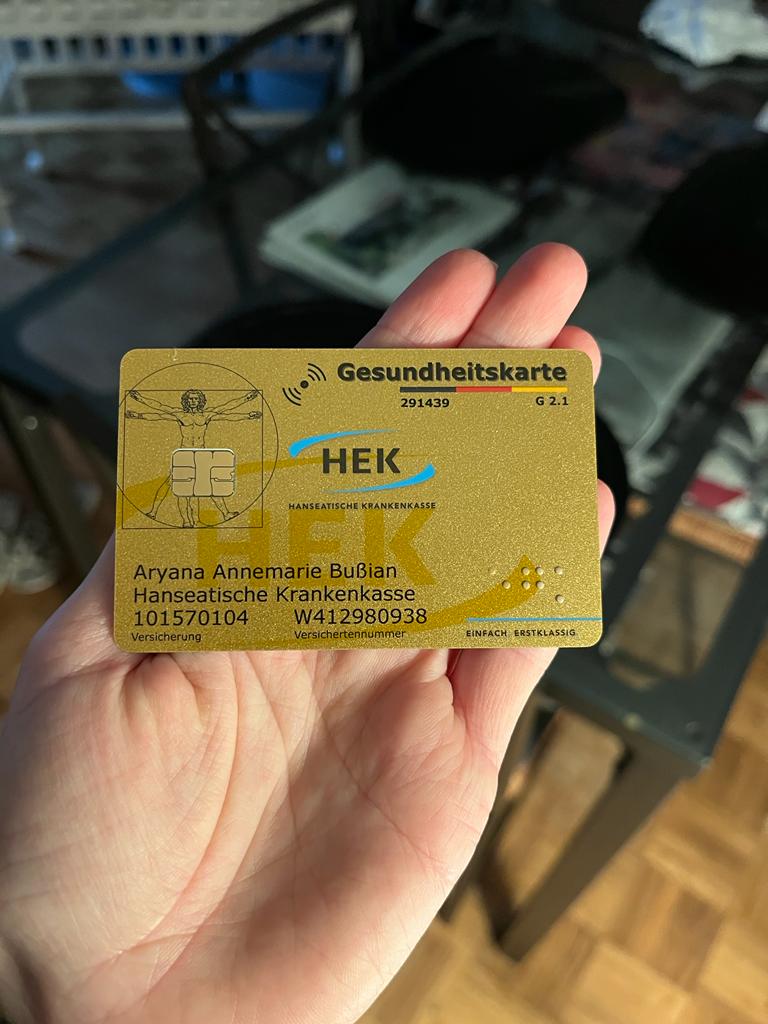 Gesundheitskarte
291439 G 2.1
HEK
HANSEATISCHE KRANKENKASSE
HEK
Aryana Annemarie Bußian
Hanseatische Krankenkasse
101570104 W412980938
Versicherung Versichertennummer
EINFACH ERSTKLASSIG